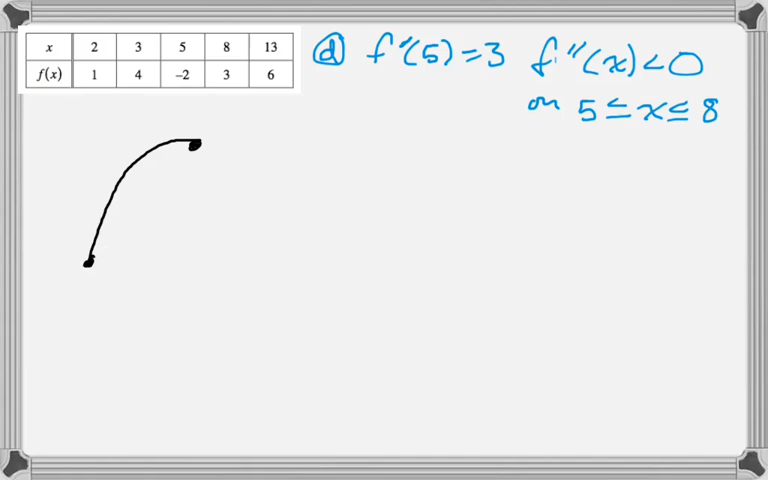 x 2 3 5 8 13
f(x) 1 4 –2 3 6
ⓓ f'(5) = 3 f''(x) < 0
on 5 ≤ x ≤ 8